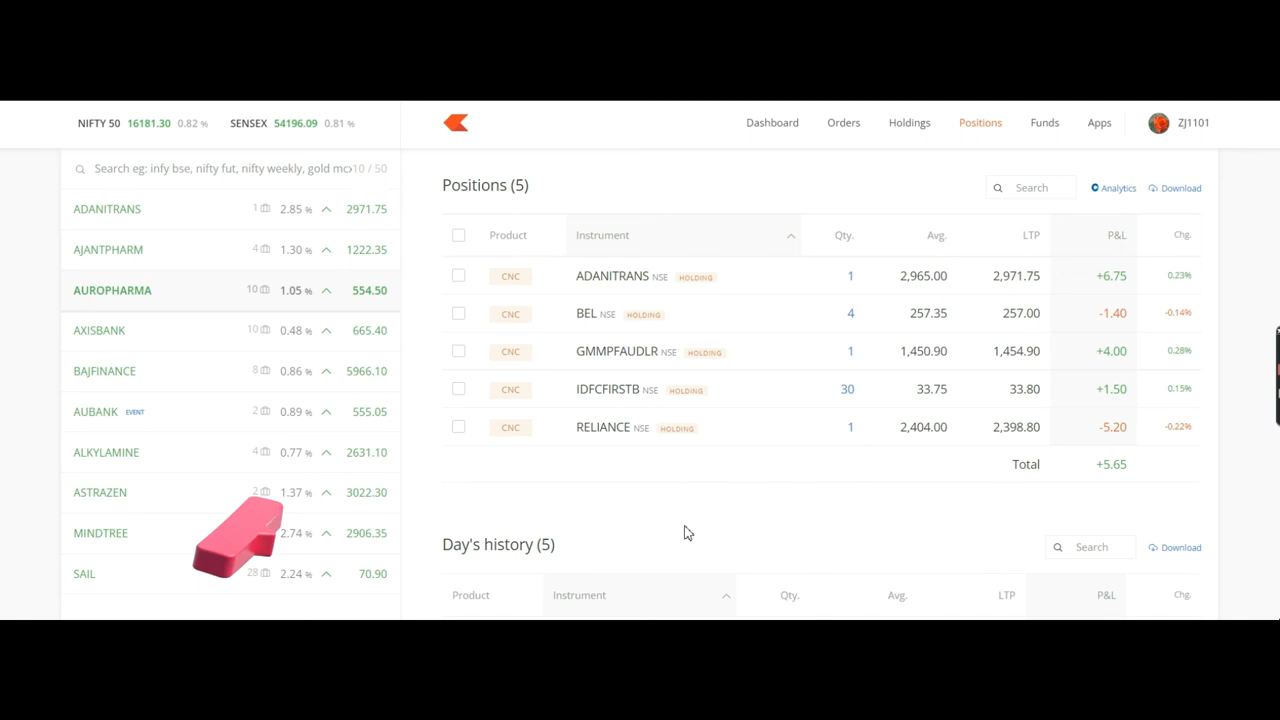 NIFTY 50 16181.30 0.82 % SENSEX 54196.09 0.81 %
Dashboard Orders Holdings Positions Funds Apps ZJ1101
Search eg: infy bse, nifty fut, nifty weekly, gold mcx 10 / 50
ADANITRANS 1 2.85 % 2971.75
AJANTPHARM 4 1.30 % 1222.35
AUROPHARMA 10 1.05 % 554.50
AXISBANK 10 0.48 % 665.40
BAJFINANCE 8 0.86 % 5966.10
AUBANK EVENT 2 0.89 % 555.05
ALKYLAMINE 4 0.77 % 2631.10
ASTRAZEN 2 1.37 % 3022.30
MINDTREE 2.74 % 2906.35
SAIL 28 2.24 % 70.90
Positions (5) Search Analytics Download
Product Instrument Qty. Avg. LTP P&L Chg.
CNC ADANITRANS NSE HOLDING 1 2,965.00 2,971.75 +6.75 0.23%
CNC BEL NSE HOLDING 4 257.35 257.00 -1.40 -0.14%
CNC GMMPFAUDLR NSE HOLDING 1 1,450.90 1,454.90 +4.00 0.28%
CNC IDFCFIRSTB NSE HOLDING 30 33.75 33.80 +1.50 0.15%
CNC RELIANCE NSE HOLDING 1 2,404.00 2,398.80 -5.20 -0.22%
Total +5.65
Day's history (5) Search Download
Product Instrument Qty. Avg. LTP P&L Chg.